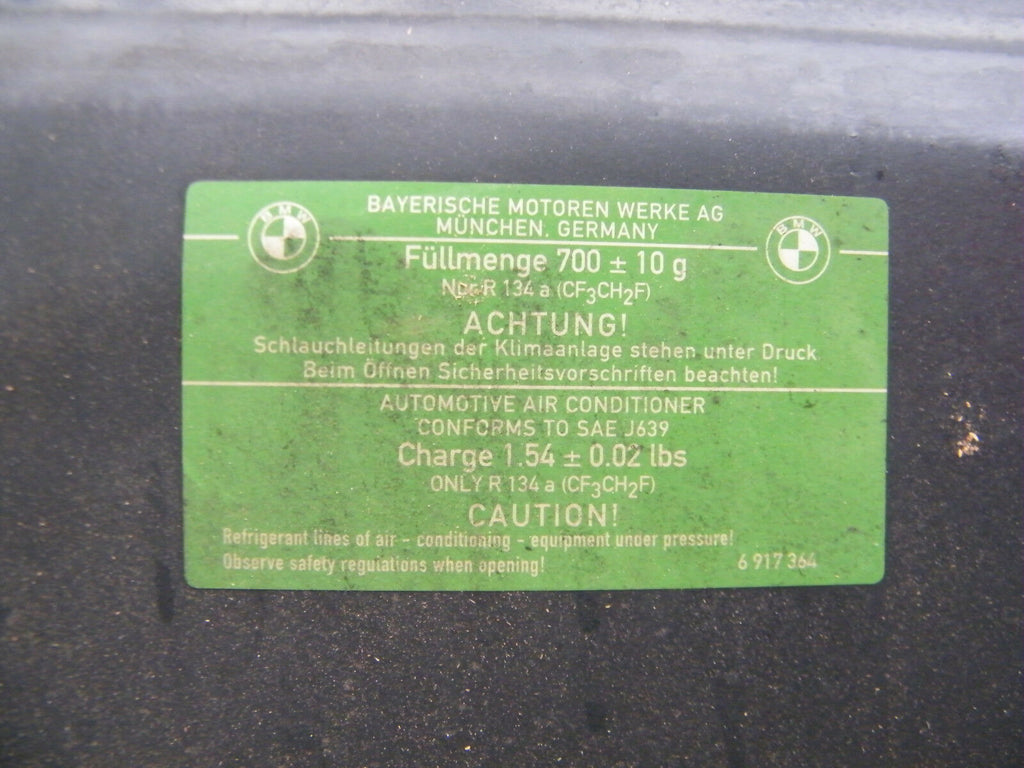 BMW
BMW
BAYERISCHE MOTOREN WERKE AG
MÜNCHEN, GERMANY
Füllmenge 700 ± 10 g
Nur R 134 a (CF₃CH₂F)
ACHTUNG!
Schlauchleitungen der Klimaanlage stehen unter Druck
Beim Öffnen Sicherheitsvorschriften beachten!
AUTOMOTIVE AIR CONDITIONER
CONFORMS TO SAE J639
Charge 1.54 ± 0.02 lbs
ONLY R 134 a (CF₃CH₂F)
CAUTION!
Refrigerant lines of air - conditioning - equipment under pressure!
Observe safety regulations when opening!
6 917 364